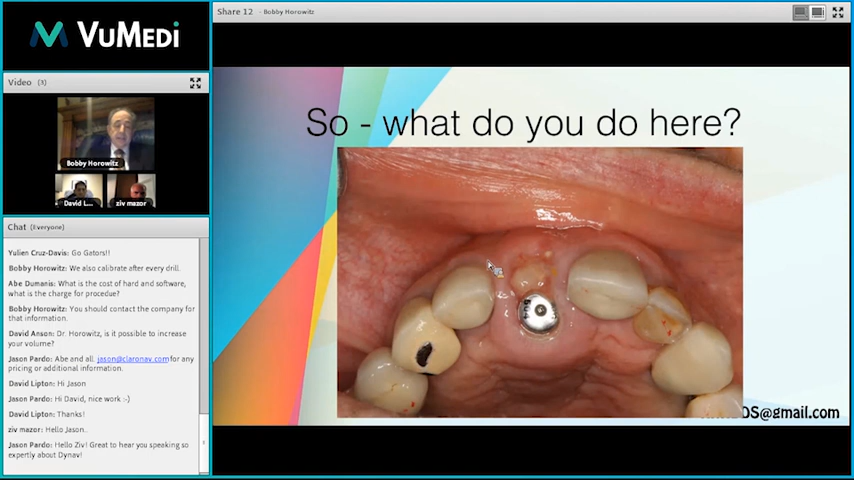 VuMedi
Share 12 - Bobby Horowitz
Video (3)
Bobby Horowitz
David L...
ziv mazor
Chat (Everyone)
Yulien Cruz-Davis: Go Gators!!
Bobby Horowitz: We also calibrate after every drill.
Abe Dumanis: What is the cost of hard and software,
what is the charge for procedue?
Bobby Horowitz: You should contact the company for
that information.
David Anson: Dr. Horowitz, is it possible to increase
your volume?
Jason Pardo: Abe and all. jason@claronav.com for any
pricing or additional information.
David Lipton: Hi Jason
Jason Pardo: Hi David, nice work :-)
David Lipton: Thanks!
ziv mazor: Hello Jason..
Jason Pardo: Hello Ziv! Great to hear you speaking so
expertly about Dynav!
So - what do you do here?
OS@gmail.com